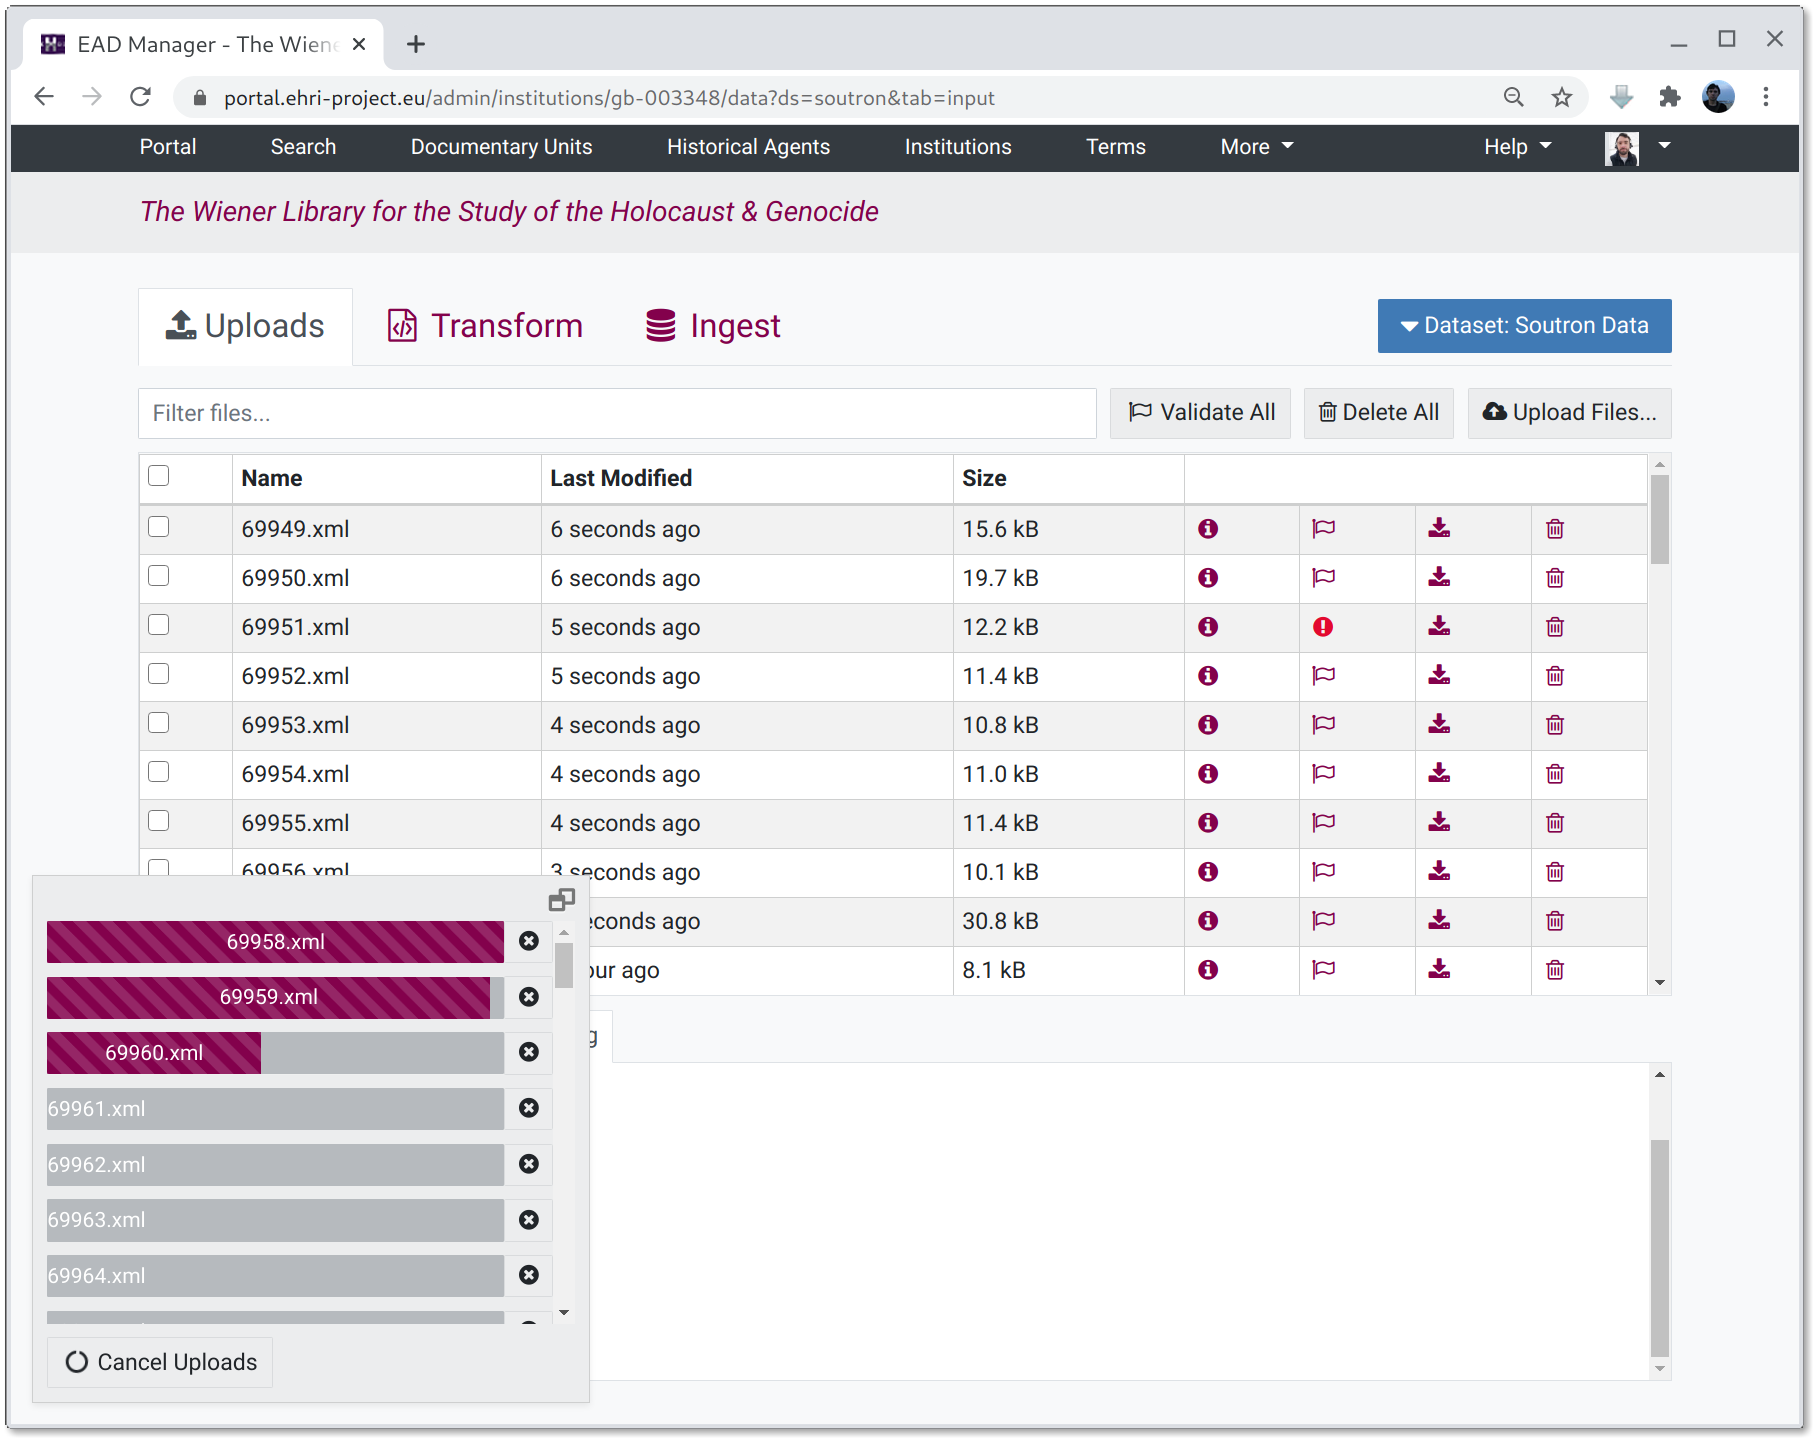 EAD Manager - The Wiene
portal.ehri-project.eu/admin/institutions/gb-003348/data?ds=soutron&tab=input
Portal Search Documentary Units Historical Agents Institutions Terms More Help
The Wiener Library for the Study of the Holocaust & Genocide
Uploads Transform Ingest Dataset: Soutron Data
Filter files... Validate All Delete All Upload Files...
Name Last Modified Size
69949.xml 6 seconds ago 15.6 kB
69950.xml 6 seconds ago 19.7 kB
69951.xml 5 seconds ago 12.2 kB
69952.xml 5 seconds ago 11.4 kB
69953.xml 4 seconds ago 10.8 kB
69954.xml 4 seconds ago 11.0 kB
69955.xml 4 seconds ago 11.4 kB
69956.xml 3 seconds ago 10.1 kB
econds ago 30.8 kB
our ago 8.1 kB
g
69958.xml
69959.xml
69960.xml
69961.xml
69962.xml
69963.xml
69964.xml
Cancel Uploads